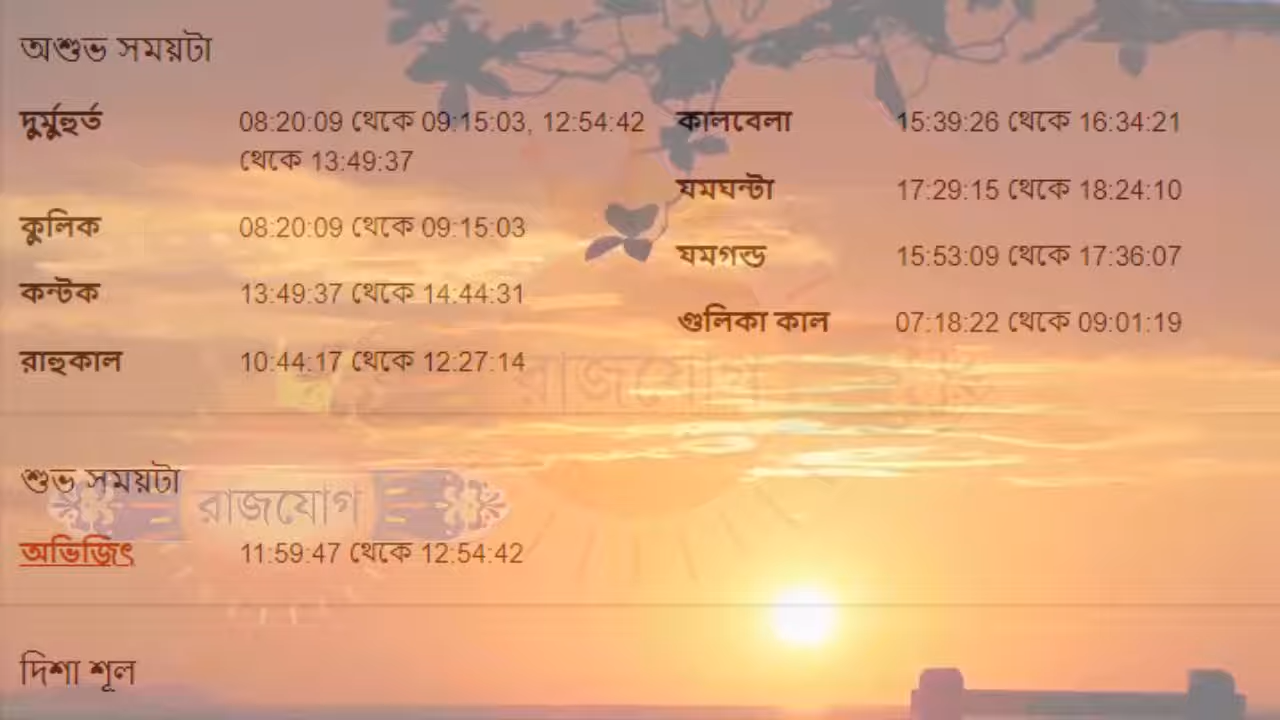 অশুভ সময়টা
দুর্মুহুর্ত 08:20:09 থেকে 09:15:03, 12:54:42 কালবেলা 15:39:26 থেকে 16:34:21
থেকে 13:49:37
যমঘন্টা 17:29:15 থেকে 18:24:10
কুলিক 08:20:09 থেকে 09:15:03
যমগন্ড 15:53:09 থেকে 17:36:07
কন্টক 13:49:37 থেকে 14:44:31
গুলিকা কাল 07:18:22 থেকে 09:01:19
রাহুকাল 10:44:17 থেকে 12:27:14
রাজযোগ
শুভ সময়টা
রাজযোগ
অভিজিৎ 11:59:47 থেকে 12:54:42
দিশা শূল